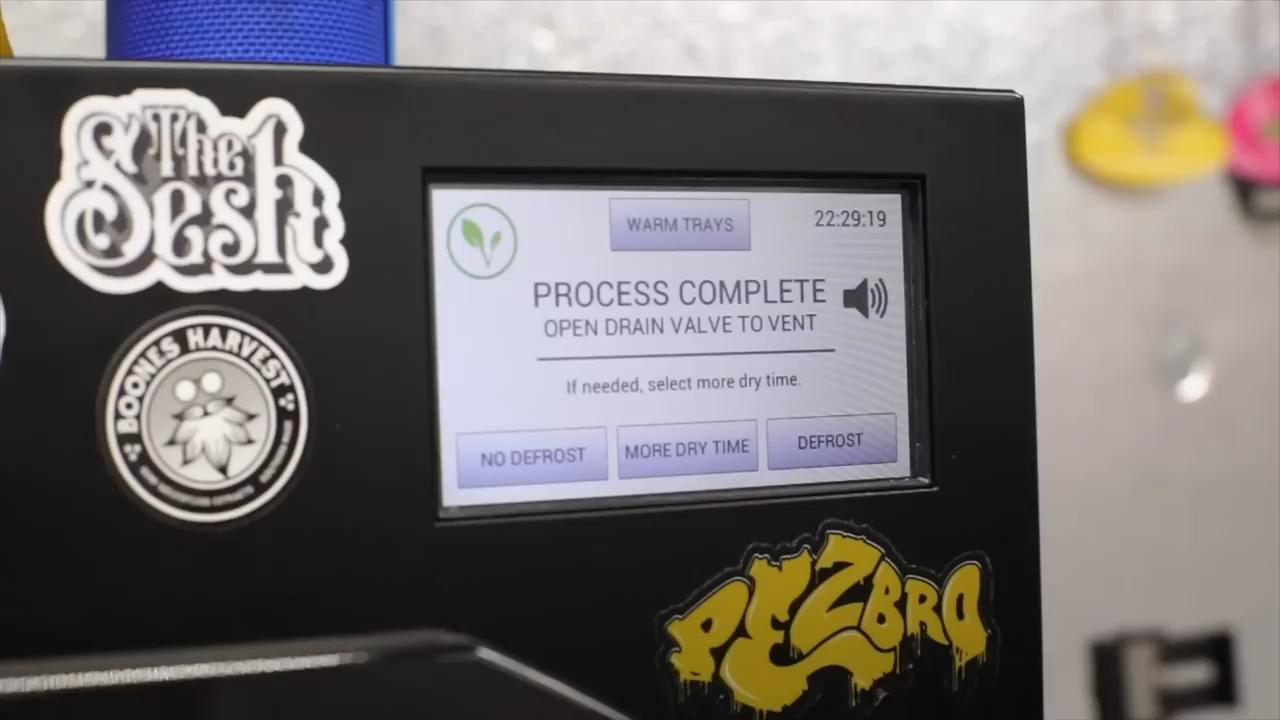 The
Sesh
BOONES HARVEST
WARM TRAYS
22:29:19
PROCESS COMPLETE
OPEN DRAIN VALVE TO VENT
If needed, select more dry time.
NO DEFROST
MORE DRY TIME
DEFROST
PEZBRO